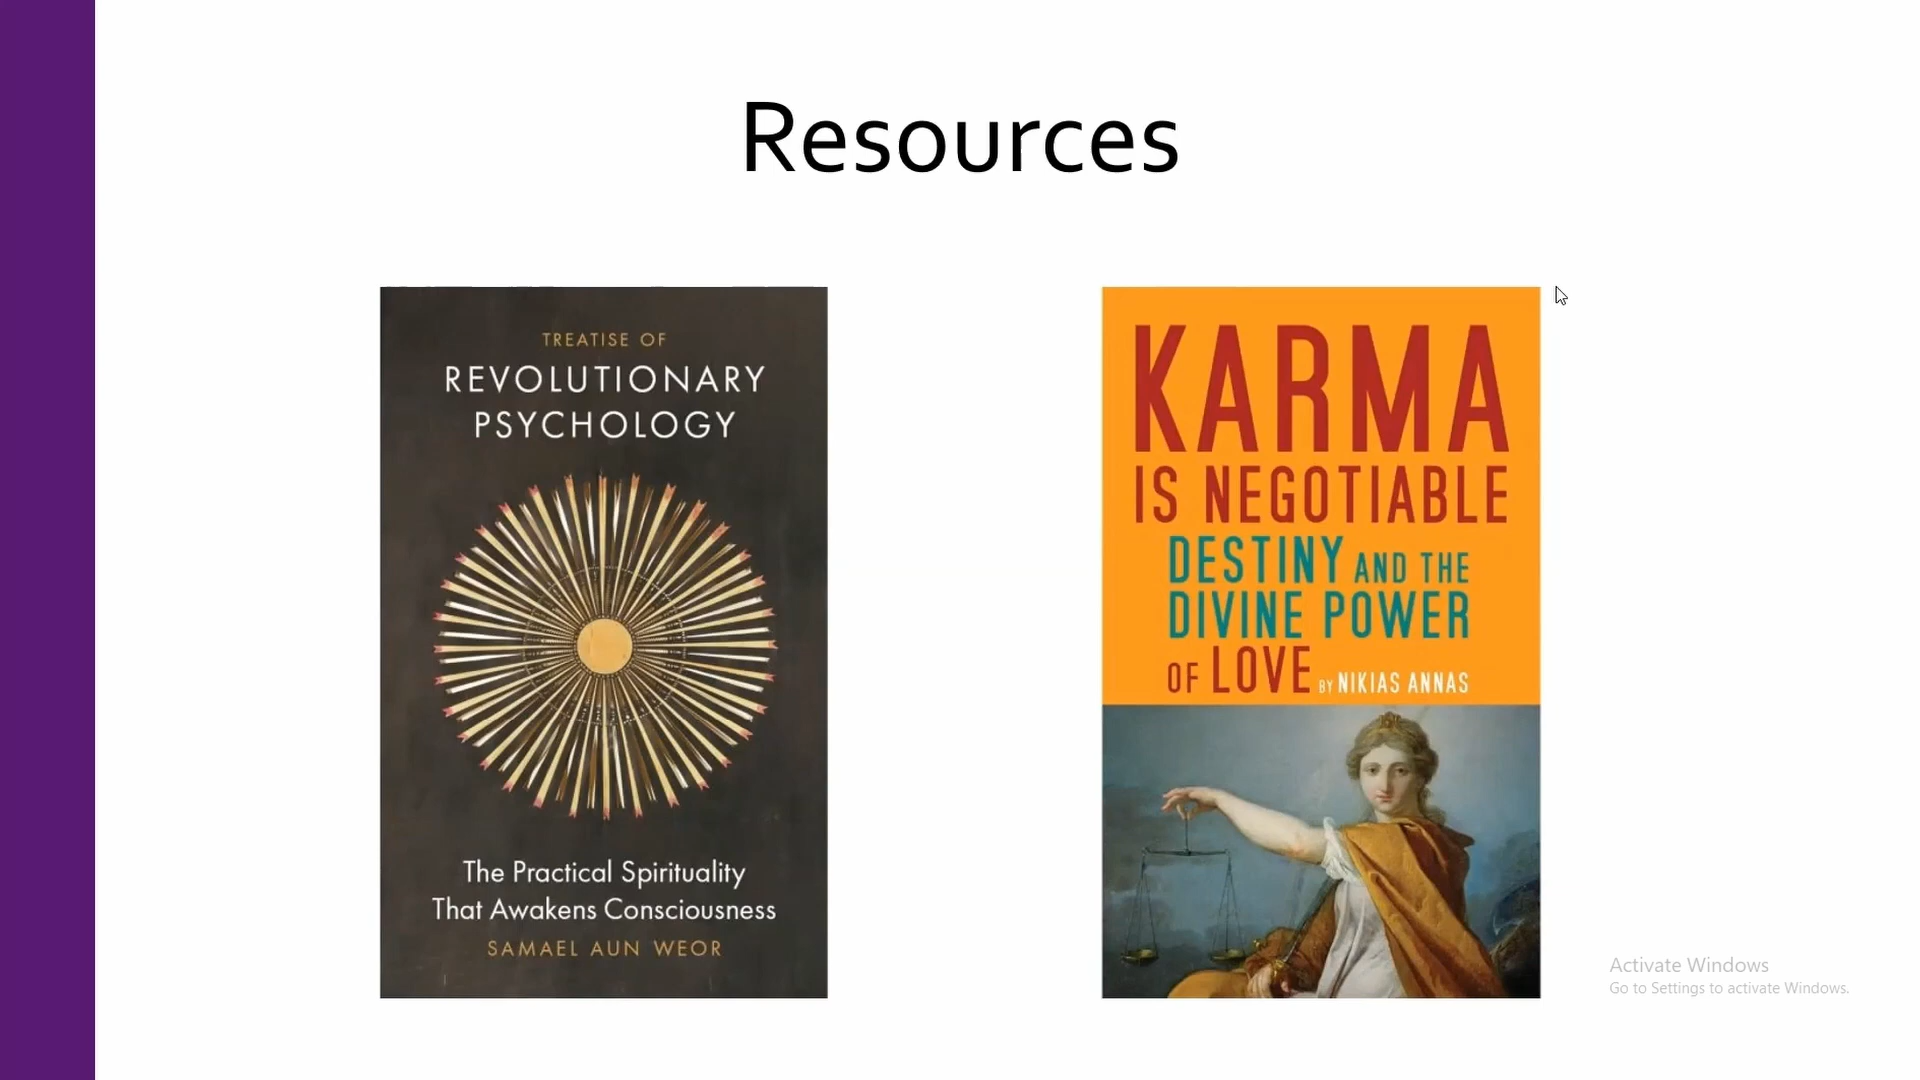 Resources
TREATISE OF
REVOLUTIONARY
PSYCHOLOGY
The Practical Spirituality
That Awakens Consciousness
SAMAEL AUN WEOR
KARMA
IS NEGOTIABLE
DESTINY AND THE
DIVINE POWER
OF LOVE BY NIKIAS ANNAS
Activate Windows
Go to Settings to activate Windows.